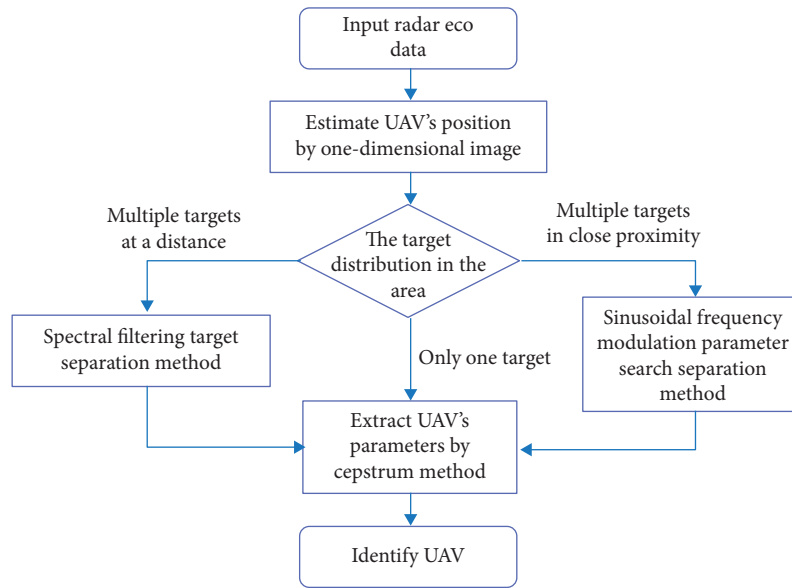 Input radar eco
data
Estimate UAV's position
by one-dimensional image
Multiple targets
at a distance
The target
distribution in the
area
Multiple targets
in close proximity
Spectral filtering target
separation method
Only one target
Sinusoidal frequency
modulation parameter
search separation
method
Extract UAV's
parameters by
cepstrum method
Identify UAV